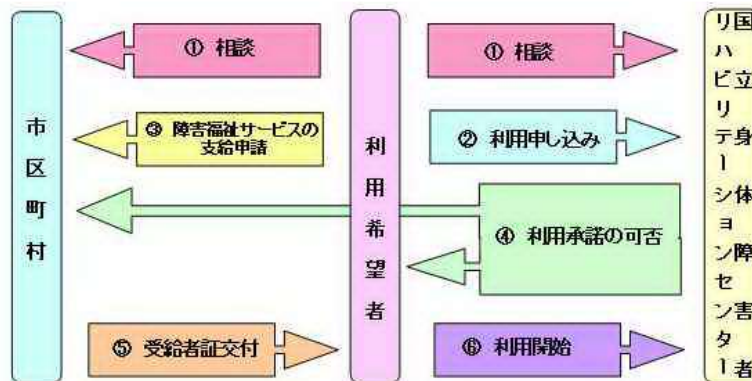 市区町村
① 相談
③ 障害福祉サービスの
支給申請
⑤ 受給者証交付
利用希望者
① 相談
② 利用申し込み
④ 利用承諾の可否
⑥ 利用開始
国立身体障害者
リハビリテーションセンター